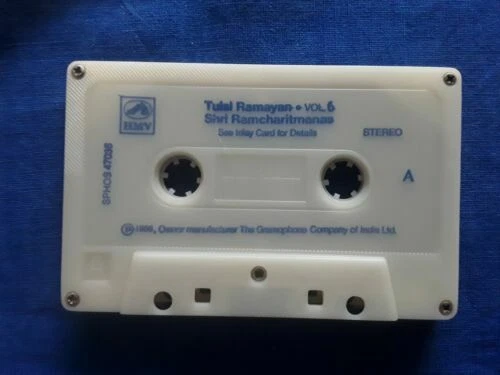 HMV
Tulsi Ramayan • VOL. 6
Shri Ramcharitmanas
See Inlay Card for Details
STEREO
SPHOS 47036
A
Ⓟ 1986, Owner manufacturer The Gramophone Company of India Ltd.